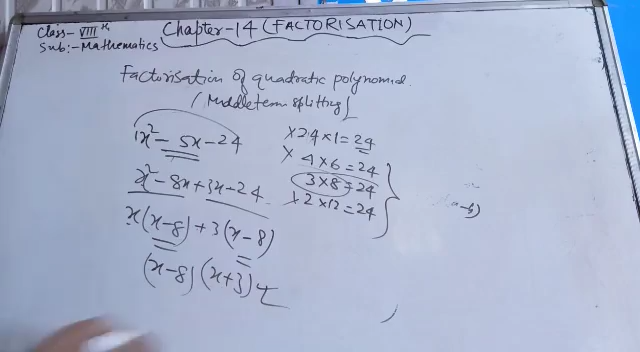 Class- VIIIth
Sub:- Mathematics
Chapter-14 (FACTORISATION)
Factorisation of quadratic polynomial.
(Middle term splitting)
1x² - 5x - 24
x² - 8x + 3x - 24
x(x-8) + 3(x-8)
(x-8) (x+3)
× 24×1=24
× 4×6=24
3×8=24
× 2×12=24